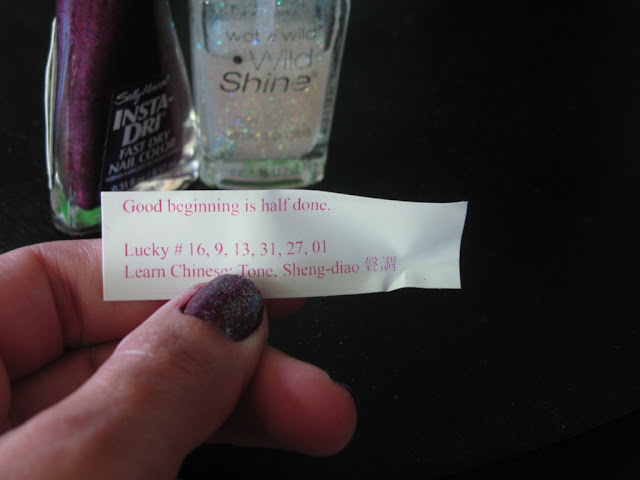 Sally Hansen
INSTA-
DRI
FAST DRY
NAIL COLOR
wet n wild
Wild
Shine
Good beginning is half done.
Lucky # 16, 9, 13, 31, 27, 01
Learn Chinese: Tone, Sheng-diao 聲調